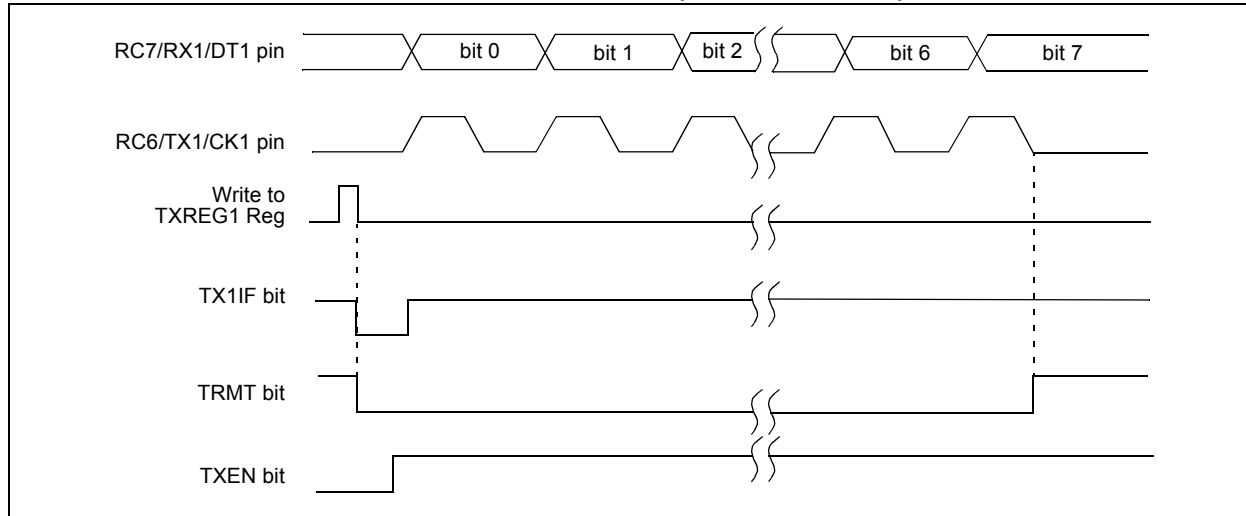 RC7/RX1/DT1 pin
bit 0 bit 1 bit 2 bit 6 bit 7
RC6/TX1/CK1 pin
Write to
TXREG1 Reg
TX1IF bit
TRMT bit
TXEN bit